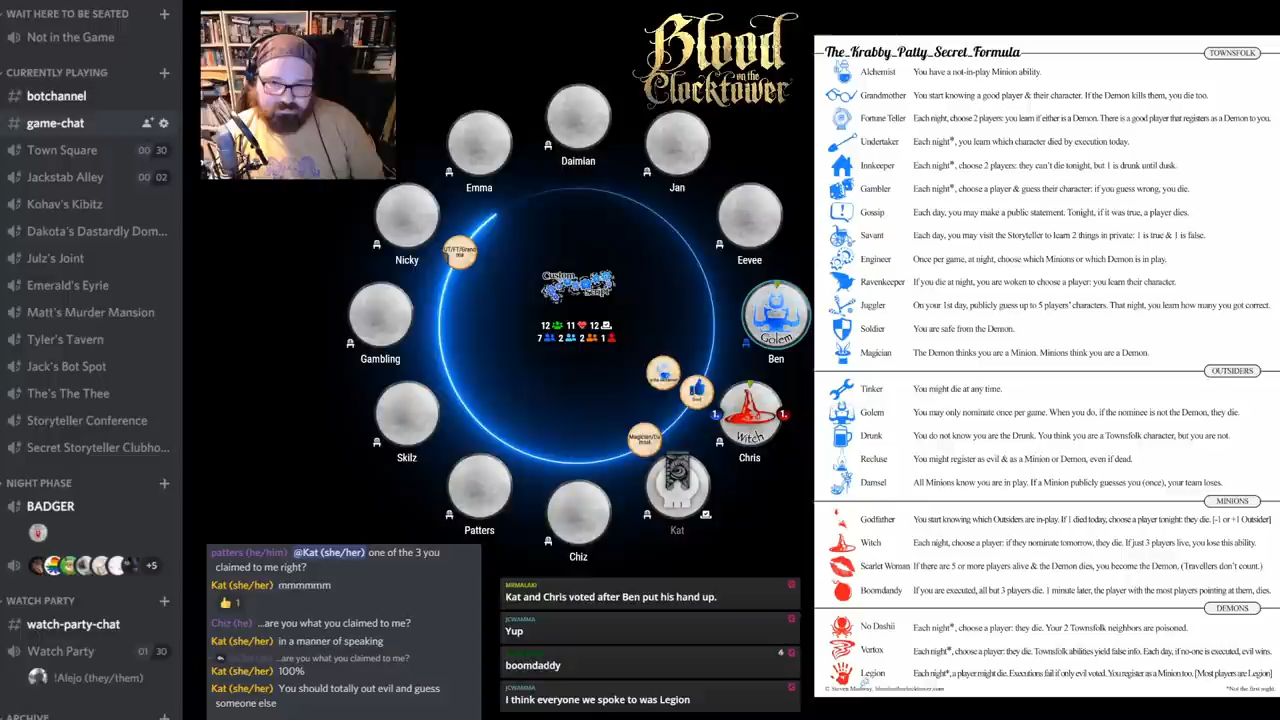 WAIT HERE TO BE SEATED
Not in the Game
CURRENTLY PLAYING
botchannel
game-chat
Town Square 00 30
Jackstab Alley 00 02
Kohav's Kibitz
Dakota's Dastardly Dom...
Julz's Joint
Emerald's Eyrie
Matt's Murder Mansion
Tyler's Tavern
Jack's Bot Spot
The's The Thee
Storyteller Conference
Secret Storyteller Clubho...
NIGHT PHASE
BADGER
+5
WATCH PARTY
watch-party-chat
30
!Alejo (they/them)
ARCHIVE
Blood
on the
Clocktower
Daimian
Emma
Jan
Nicky
Eevee
Gambling
Golem
Ben
Skilz
Witch
Chris
Patters
Kat
Chiz
Custom
Script
12 11 12
7 2 2 1
patters (he/him) @Kat (she/her) one of the 3 you
claimed to me right?
Kat (she/her) mmmmmm
1
Chiz (he) ...are you what you claimed to me?
Kat (she/her) in a manner of speaking
...are you what you claimed to me?
Kat (she/her) 100%
Kat (she/her) You should totally out evil and guess
someone else
MRMALAIO
Kat and Chris voted after Ben put his hand up.
JCWAMMA
Yup
boomdaddy
JCWAMMA
I think everyone we spoke to was Legion
The_Krabby_Patty_Secret_Formula
TOWNSFOLK
Alchemist You have a not-in-play Minion ability.
Grandmother You start knowing a good player & their character. If the Demon kills them, you die too.
Fortune Teller Each night, choose 2 players: you learn if either is a Demon. There is a good player that registers as a Demon to you.
Undertaker Each night*, you learn which character died by execution today.
Innkeeper Each night*, choose 2 players: they can't die tonight, but 1 is drunk until dusk.
Gambler Each night*, choose a player & guess their character: if you guess wrong, you die.
Gossip Each day, you may make a public statement. Tonight, if it was true, a player dies.
Savant Each day, you may visit the Storyteller to learn 2 things in private: 1 is true & 1 is false.
Engineer Once per game, at night, choose which Minions or which Demon is in play.
Ravenkeeper If you die at night, you are woken to choose a player: you learn their character.
Juggler On your 1st day, publicly guess up to 5 players' characters. That night, you learn how many you got correct.
Soldier You are safe from the Demon.
Magician The Demon thinks you are a Minion. Minions think you are a Demon.
OUTSIDERS
Tinker You might die at any time.
Golem You may only nominate once per game. When you do, if the nominee is not the Demon, they die.
Drunk You do not know you are the Drunk. You think you are a Townsfolk character, but you are not.
Recluse You might register as evil & as a Minion or Demon, even if dead.
Damsel All Minions know you are in play. If a Minion publicly guesses you (once), your team loses.
MINIONS
Godfather You start knowing which Outsiders are in-play. If 1 died today, choose a player tonight: they die. [-1 or +1 Outsider]
Witch Each night, choose a player: if they nominate tomorrow, they die. If just 3 players live, you lose this ability.
Scarlet Woman If there are 5 or more players alive & the Demon dies, you become the Demon. (Travellers don't count.)
Boomdandy If you are executed, all but 3 players die. 1 minute later, the player with the most players pointing at them, dies.
DEMONS
No Dashii Each night*, choose a player: they die. Your 2 Townsfolk neighbors are poisoned.
Vortox Each night*, choose a player: they die. Townsfolk abilities yield false info. Each day, if no-one is executed, evil wins.
Legion Each night*, a player might die. Executions fail if only evil voted. You register as a Minion too. [Most players are Legion]
© Steven Medway, bloodontheclocktower.com
*Not the first night.